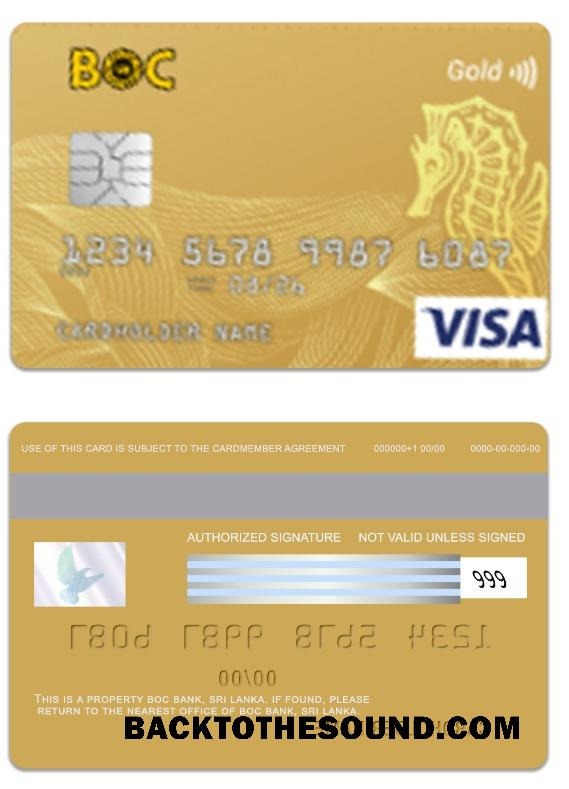 BOC
Gold
1234 5678 9987 6087
08/26
CARDHOLDER NAME
VISA
USE OF THIS CARD IS SUBJECT TO THE CARDMEMBER AGREEMENT 000000+1 00/00 0000-00-000-00
AUTHORIZED SIGNATURE NOT VALID UNLESS SIGNED
999
00/00
THIS IS A PROPERTY BOC BANK, SRI LANKA. IF FOUND, PLEASE
RETURN TO THE NEAREST OFFICE OF BOC BANK, SRI LANKA.
BACKTOTHESOUND.COM